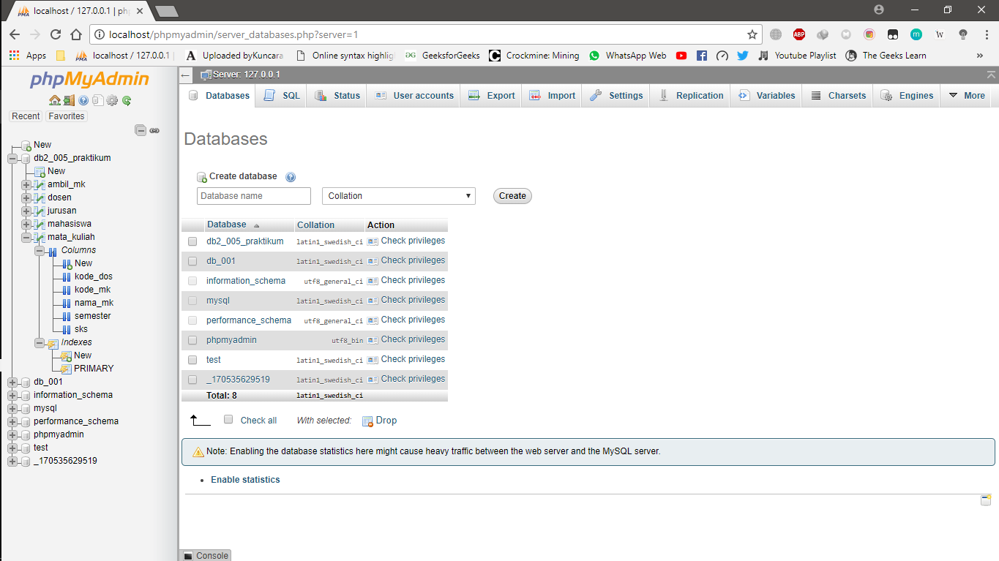 localhost / 127.0.0.1 | ph
localhost/phpmyadmin/server_databases.php?server=1
ABP
m
W
Apps
PMA
localhost / 127.0.0.1
A
Uploaded byKuncara
Online syntax highlig
GeeksforGeeks
Crockmine: Mining
WhatsApp Web
Youtube Playlist
The Geeks Learn
»
phpMyAdmin
Recent
Favorites
New
db2_005_praktikum
New
ambil_mk
dosen
jurusan
mahasiswa
mata_kuliah
Columns
New
kode_dos
kode_mk
nama_mk
semester
sks
Indexes
New
PRIMARY
db_001
information_schema
mysql
performance_schema
phpmyadmin
test
_170535629519
Server: 127.0.0.1
Databases
SQL
Status
User accounts
Export
Import
Settings
Replication
Variables
Charsets
Engines
More
Databases
Create database
Database name
Collation
Create
Database Collation Action
db2_005_praktikum latin1_swedish_ci Check privileges
db_001 latin1_swedish_ci Check privileges
information_schema utf8_general_ci Check privileges
mysql latin1_swedish_ci Check privileges
performance_schema utf8_general_ci Check privileges
phpmyadmin utf8_bin Check privileges
test latin1_swedish_ci Check privileges
_170535629519 latin1_swedish_ci Check privileges
Total: 8 latin1_swedish_ci
Check all With selected: Drop
Note: Enabling the database statistics here might cause heavy traffic between the web server and the MySQL server.
Enable statistics
Console